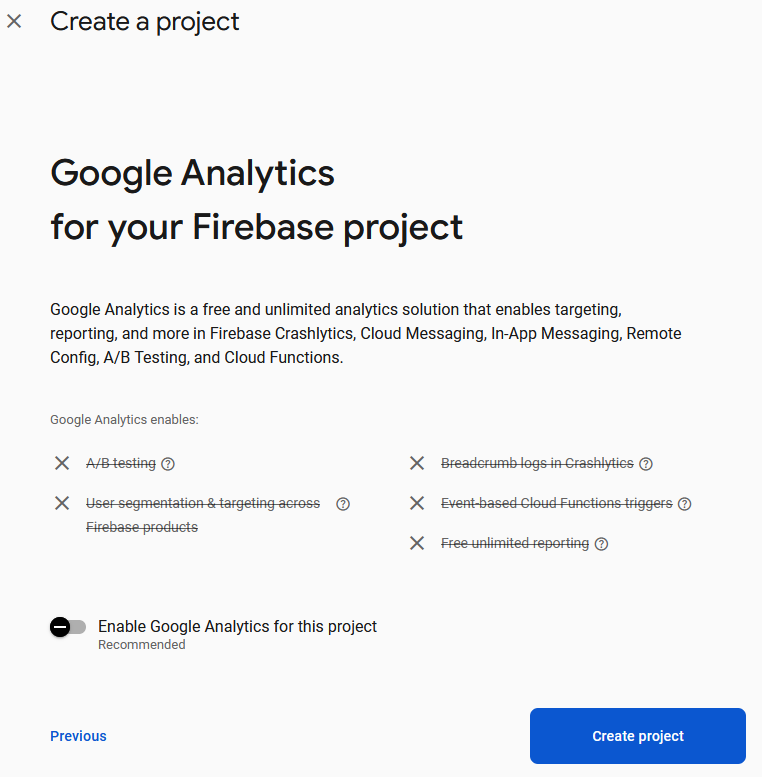 Create a project
Google Analytics
for your Firebase project
Google Analytics is a free and unlimited analytics solution that enables targeting,
reporting, and more in Firebase Crashlytics, Cloud Messaging, In-App Messaging, Remote
Config, A/B Testing, and Cloud Functions.
Google Analytics enables:
A/B testing
User segmentation & targeting across
Firebase products
Breadcrumb logs in Crashlytics
Event-based Cloud Functions triggers
Free unlimited reporting
Enable Google Analytics for this project
Recommended
Previous
Create project